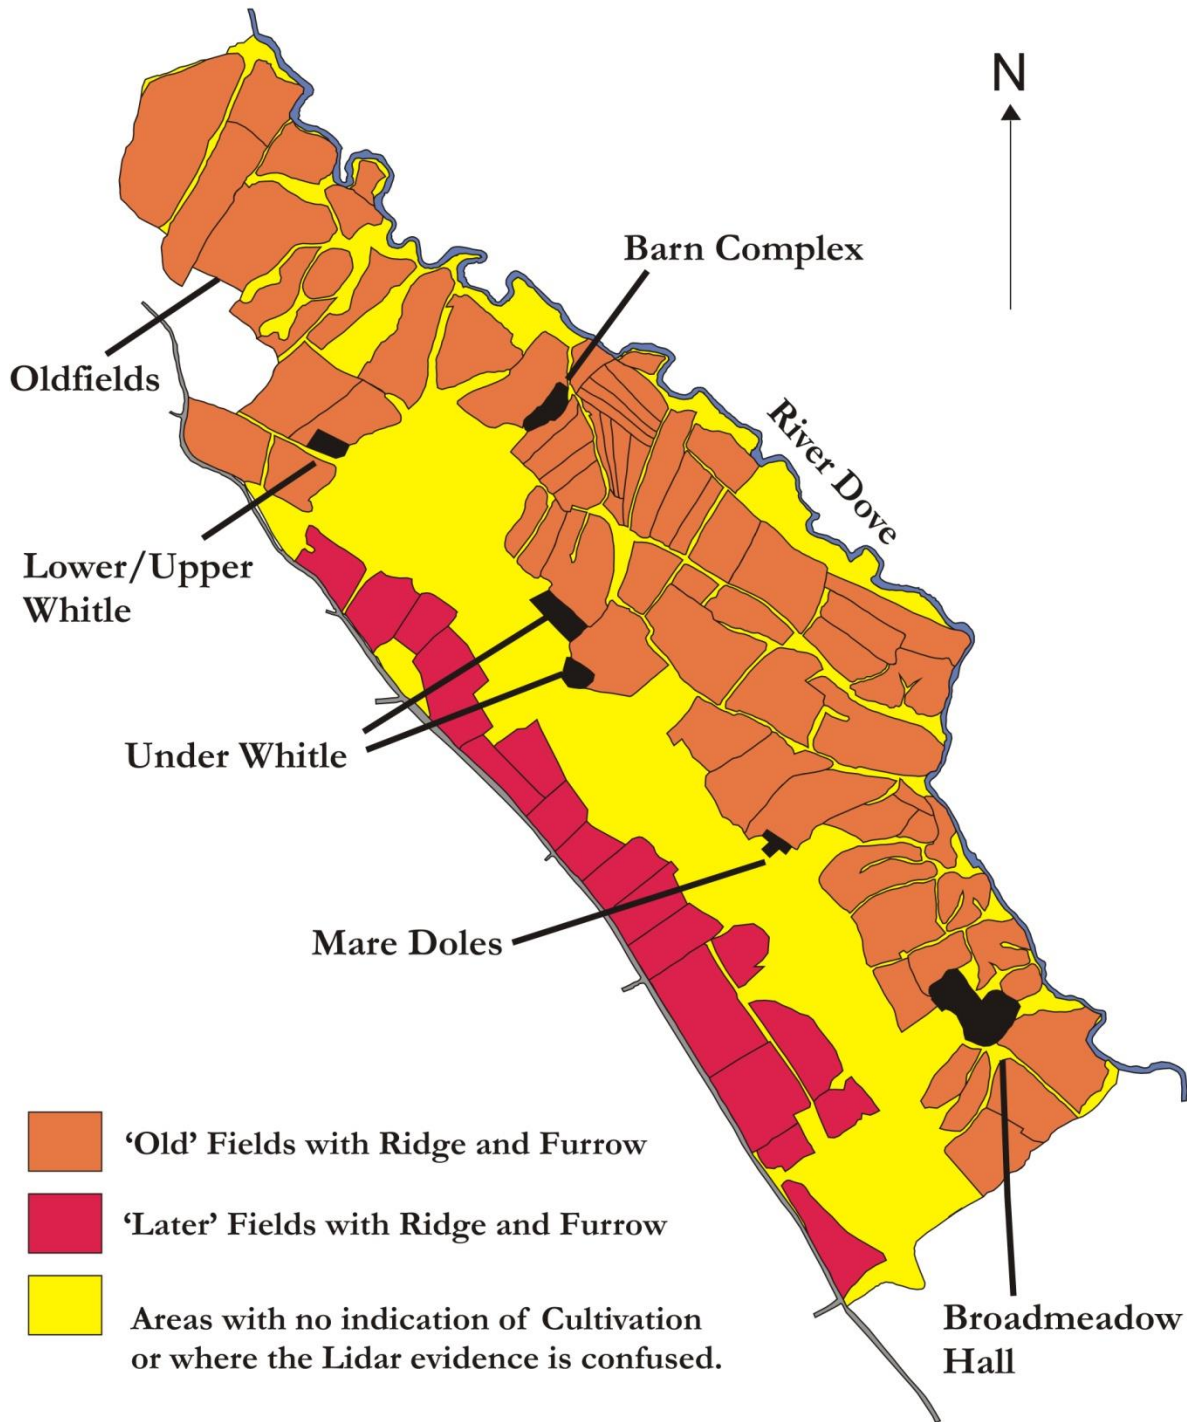 N
Barn Complex
Oldfields
River Dove
Lower/Upper
Whitle
Under Whitle
Mare Doles
‘Old’ Fields with Ridge and Furrow
‘Later’ Fields with Ridge and Furrow
Areas with no indication of Cultivation
or where the Lidar evidence is confused.
Broadmeadow
Hall